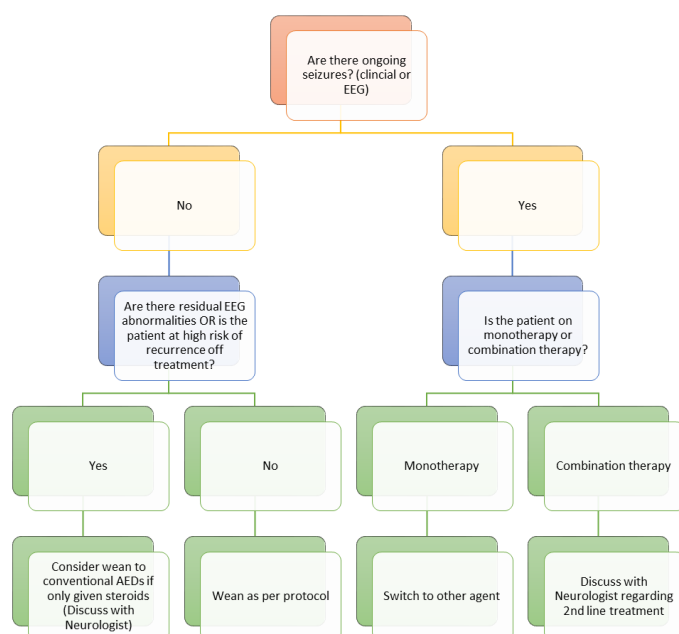 Are there ongoing
seizures? (clincial or
EEG)
No
Yes
Are there residual EEG
abnormalities OR is the
patient at high risk of
recurrence off
treatment?
Is the patient on
monotherapy or
combination therapy?
Yes
No
Monotherapy
Combination therapy
Consider wean to
conventional AEDs if
only given steroids
(Discuss with
Neurologist)
Wean as per protocol
Switch to other agent
Discuss with
Neurologist regarding
2nd line treatment